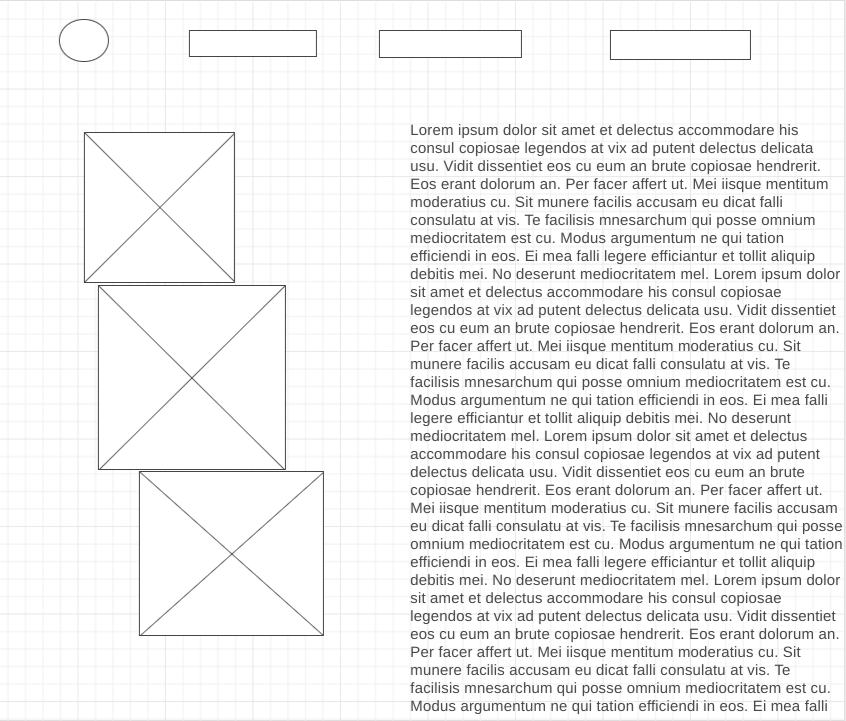 Lorem ipsum dolor sit amet et delectus accommodare his
consul copiosae legendos at vix ad putent delectus delicata
usu. Vidit dissentiet eos cu eum an brute copiosae hendrerit.
Eos erant dolorum an. Per facer affert ut. Mei iisque mentitum
moderatius cu. Sit munere facilis accusam eu dicat falli
consulatu at vis. Te facilisis mnesarchum qui posse omnium
mediocritatem est cu. Modus argumentum ne qui tation
efficiendi in eos. Ei mea falli legere efficiantur et tollit aliquip
debitis mei. No deserunt mediocritatem mel. Lorem ipsum dolor
sit amet et delectus accommodare his consul copiosae
legendos at vix ad putent delectus delicata usu. Vidit dissentiet
eos cu eum an brute copiosae hendrerit. Eos erant dolorum an.
Per facer affert ut. Mei iisque mentitum moderatius cu. Sit
munere facilis accusam eu dicat falli consulatu at vis. Te
facilisis mnesarchum qui posse omnium mediocritatem est cu.
Modus argumentum ne qui tation efficiendi in eos. Ei mea falli
legere efficiantur et tollit aliquip debitis mei. No deserunt
mediocritatem mel. Lorem ipsum dolor sit amet et delectus
accommodare his consul copiosae legendos at vix ad putent
delectus delicata usu. Vidit dissentiet eos cu eum an brute
copiosae hendrerit. Eos erant dolorum an. Per facer affert ut.
Mei iisque mentitum moderatius cu. Sit munere facilis accusam
eu dicat falli consulatu at vis. Te facilisis mnesarchum qui posse
omnium mediocritatem est cu. Modus argumentum ne qui tation
efficiendi in eos. Ei mea falli legere efficiantur et tollit aliquip
debitis mei. No deserunt mediocritatem mel. Lorem ipsum dolor
sit amet et delectus accommodare his consul copiosae
legendos at vix ad putent delectus delicata usu. Vidit dissentiet
eos cu eum an brute copiosae hendrerit. Eos erant dolorum an.
Per facer affert ut. Mei iisque mentitum moderatius cu. Sit
munere facilis accusam eu dicat falli consulatu at vis. Te
facilisis mnesarchum qui posse omnium mediocritatem est cu.
Modus argumentum ne qui tation efficiendi in eos. Ei mea falli